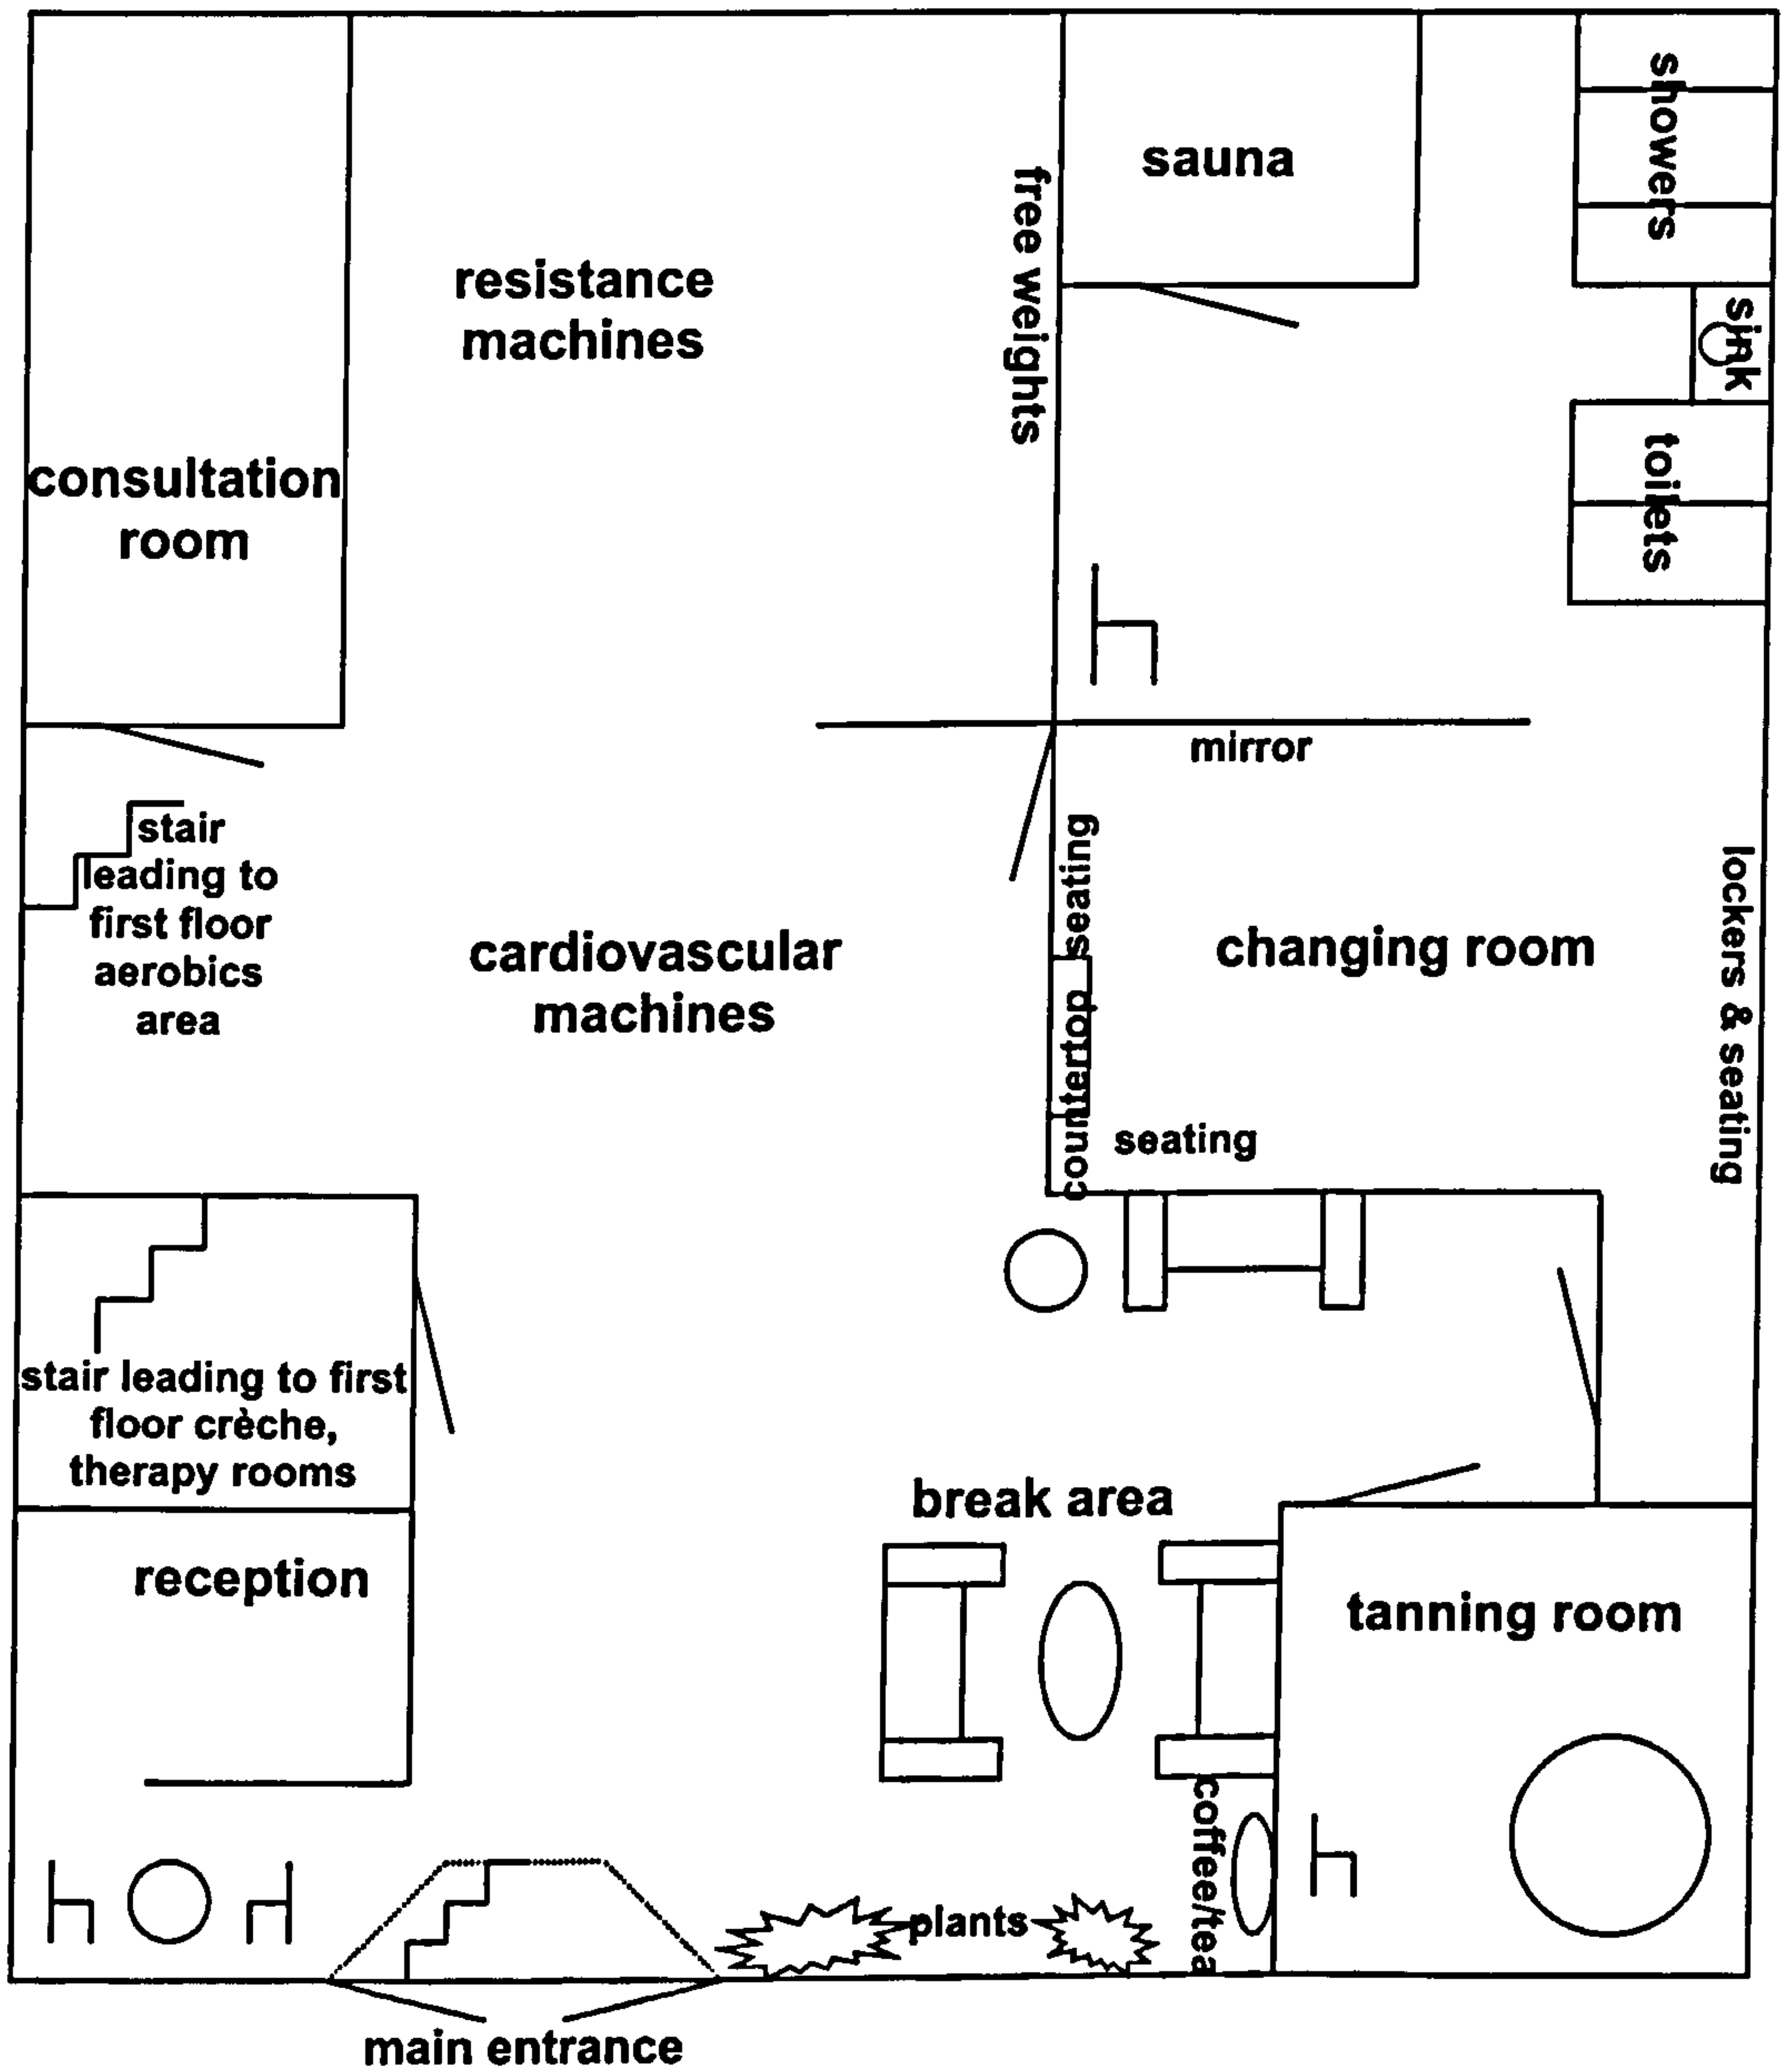 showers
sauna
free weights
resistance
machines
sink
toilets
consultation
room
mirror
stair
leading to
first floor
aerobics
area
seating
countertop
cardiovascular
machines
changing room
lockers & seating
seating
stair leading to first
floor crèche,
therapy rooms
break area
reception
tanning room
coffee/tea
plants
main entrance